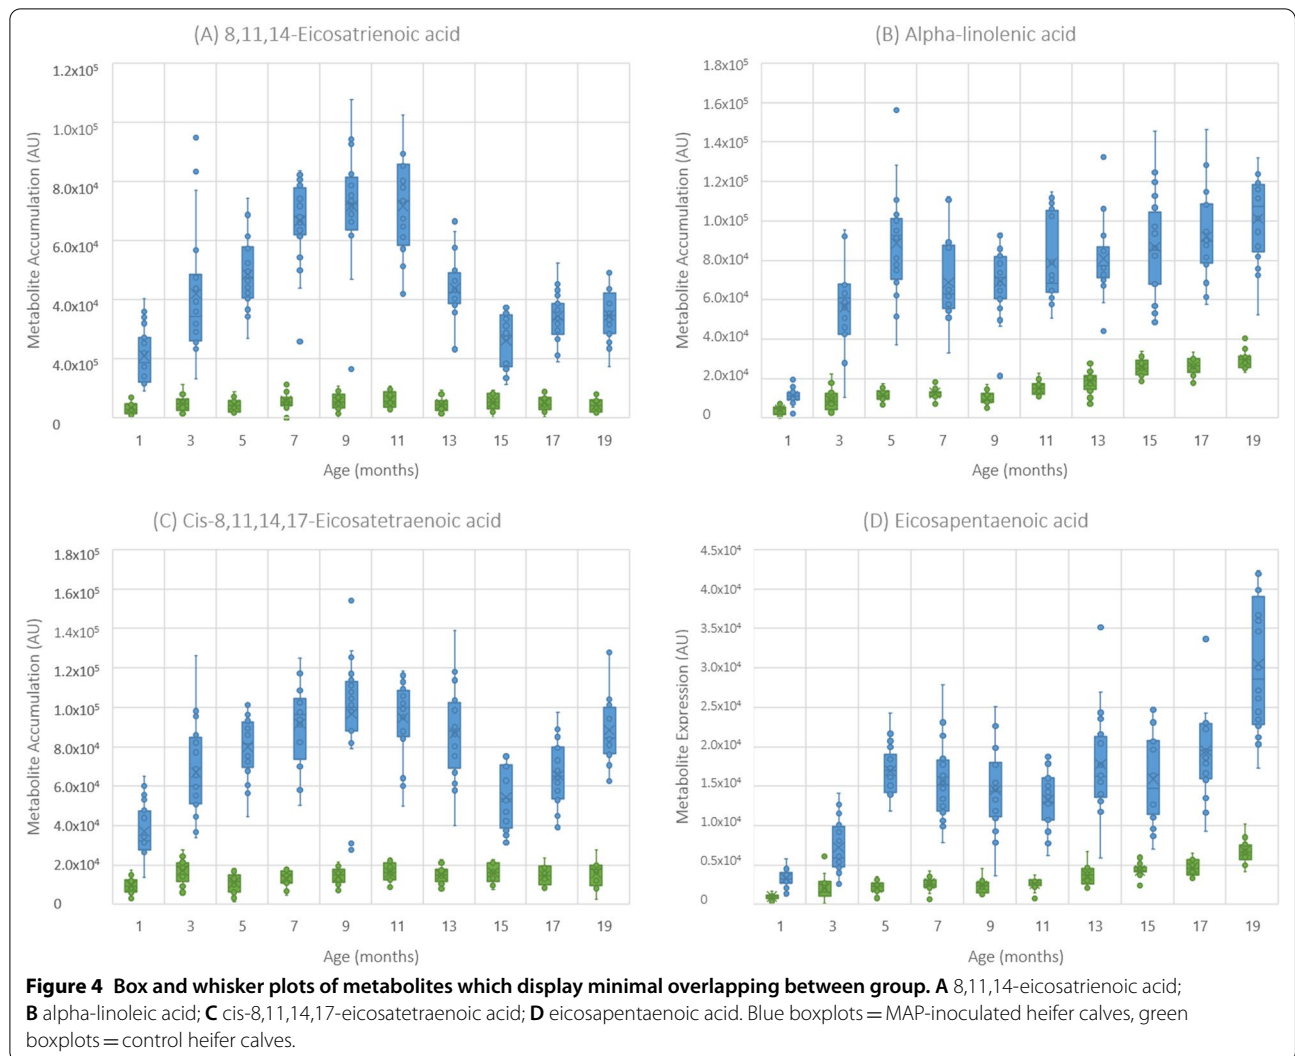 (A) 8,11,14-Eicosatrienoic acid
Metabolite Accumulation (AU)
1.2x10⁵
1.0x10⁵
8.0x10⁴
6.0x10⁴
4.0x10⁴
4.0x10⁵
0
1 3 5 7 9 11 13 15 17 19
Age (months)
(B) Alpha-linolenic acid
Metabolite Accumulation (AU)
1.8x10⁵
1.6x10⁵
1.4x10⁵
1.2x10⁵
1.0x10⁵
8.0x10⁴
6.0x10⁴
4.0x10⁴
2.0x10⁴
0
1 3 5 7 9 11 13 15 17 19
Age (months)
(C) Cis-8,11,14,17-Eicosatetraenoic acid
Metabolite Accumulation (AU)
1.8x10⁵
1.6x10⁵
1.4x10⁵
1.2x10⁵
1.0x10⁵
8.0x10⁴
6.0x10⁴
4.0x10⁴
2.0x10⁴
0
1 3 5 7 9 11 13 15 17 19
Age (months)
(D) Eicosapentaenoic acid
Metabolite Expression (AU)
4.5x10⁴
4.0x10⁴
3.5x10⁴
3.0x10⁴
2.5x10⁴
2.0x10⁴
1.5x10⁴
1.0x10⁴
0.5x10⁴
0
1 3 5 7 9 11 13 15 17 19
Age (months)
Figure 4 Box and whisker plots of metabolites which display minimal overlapping between group. A 8,11,14-eicosatrienoic acid;
B alpha-linoleic acid; C cis-8,11,14,17-eicosatetraenoic acid; D eicosapentaenoic acid. Blue boxplots = MAP-inoculated heifer calves, green
boxplots = control heifer calves.